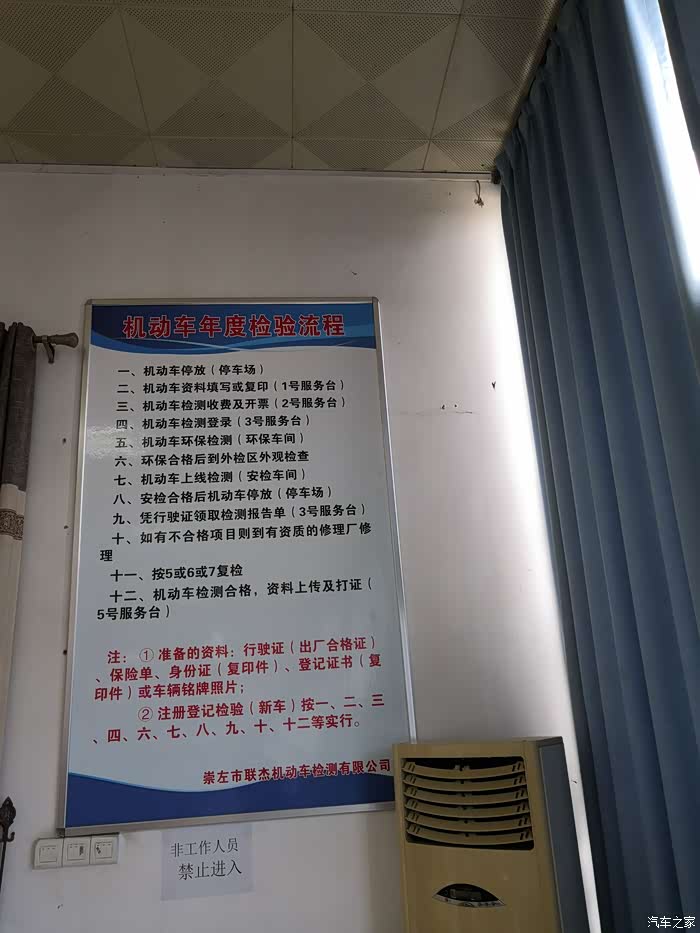 机动车年度检验流程
一、机动车停放（停车场）
二、机动车资料填写或复印（1号服务台）
三、机动车检测收费及开票（2号服务台）
四、机动车检测登录（3号服务台）
五、机动车环保检测（环保车间）
六、环保合格后到外检区外观检查
七、机动车上线检测（安检车间）
八、安检合格后机动车停放（停车场）
九、凭行驶证领取检测报告单（3号服务台）
十、如有不合格项目则到有资质的修理厂修
理
十一、按5或6或7复检
十二、机动车检测合格，资料上传及打证（
5号服务台）
注：①准备的资料：行驶证（出厂合格证）
、保险单、身份证（复印件）、登记证书（复
印件）或车辆铭牌照片；
②注册登记检验（新车）按一、二、三
、四、六、七、八、九、十、十二等实行。
崇左市联杰机动车检测有限公司
非工作人员
禁止进入
汽车之家